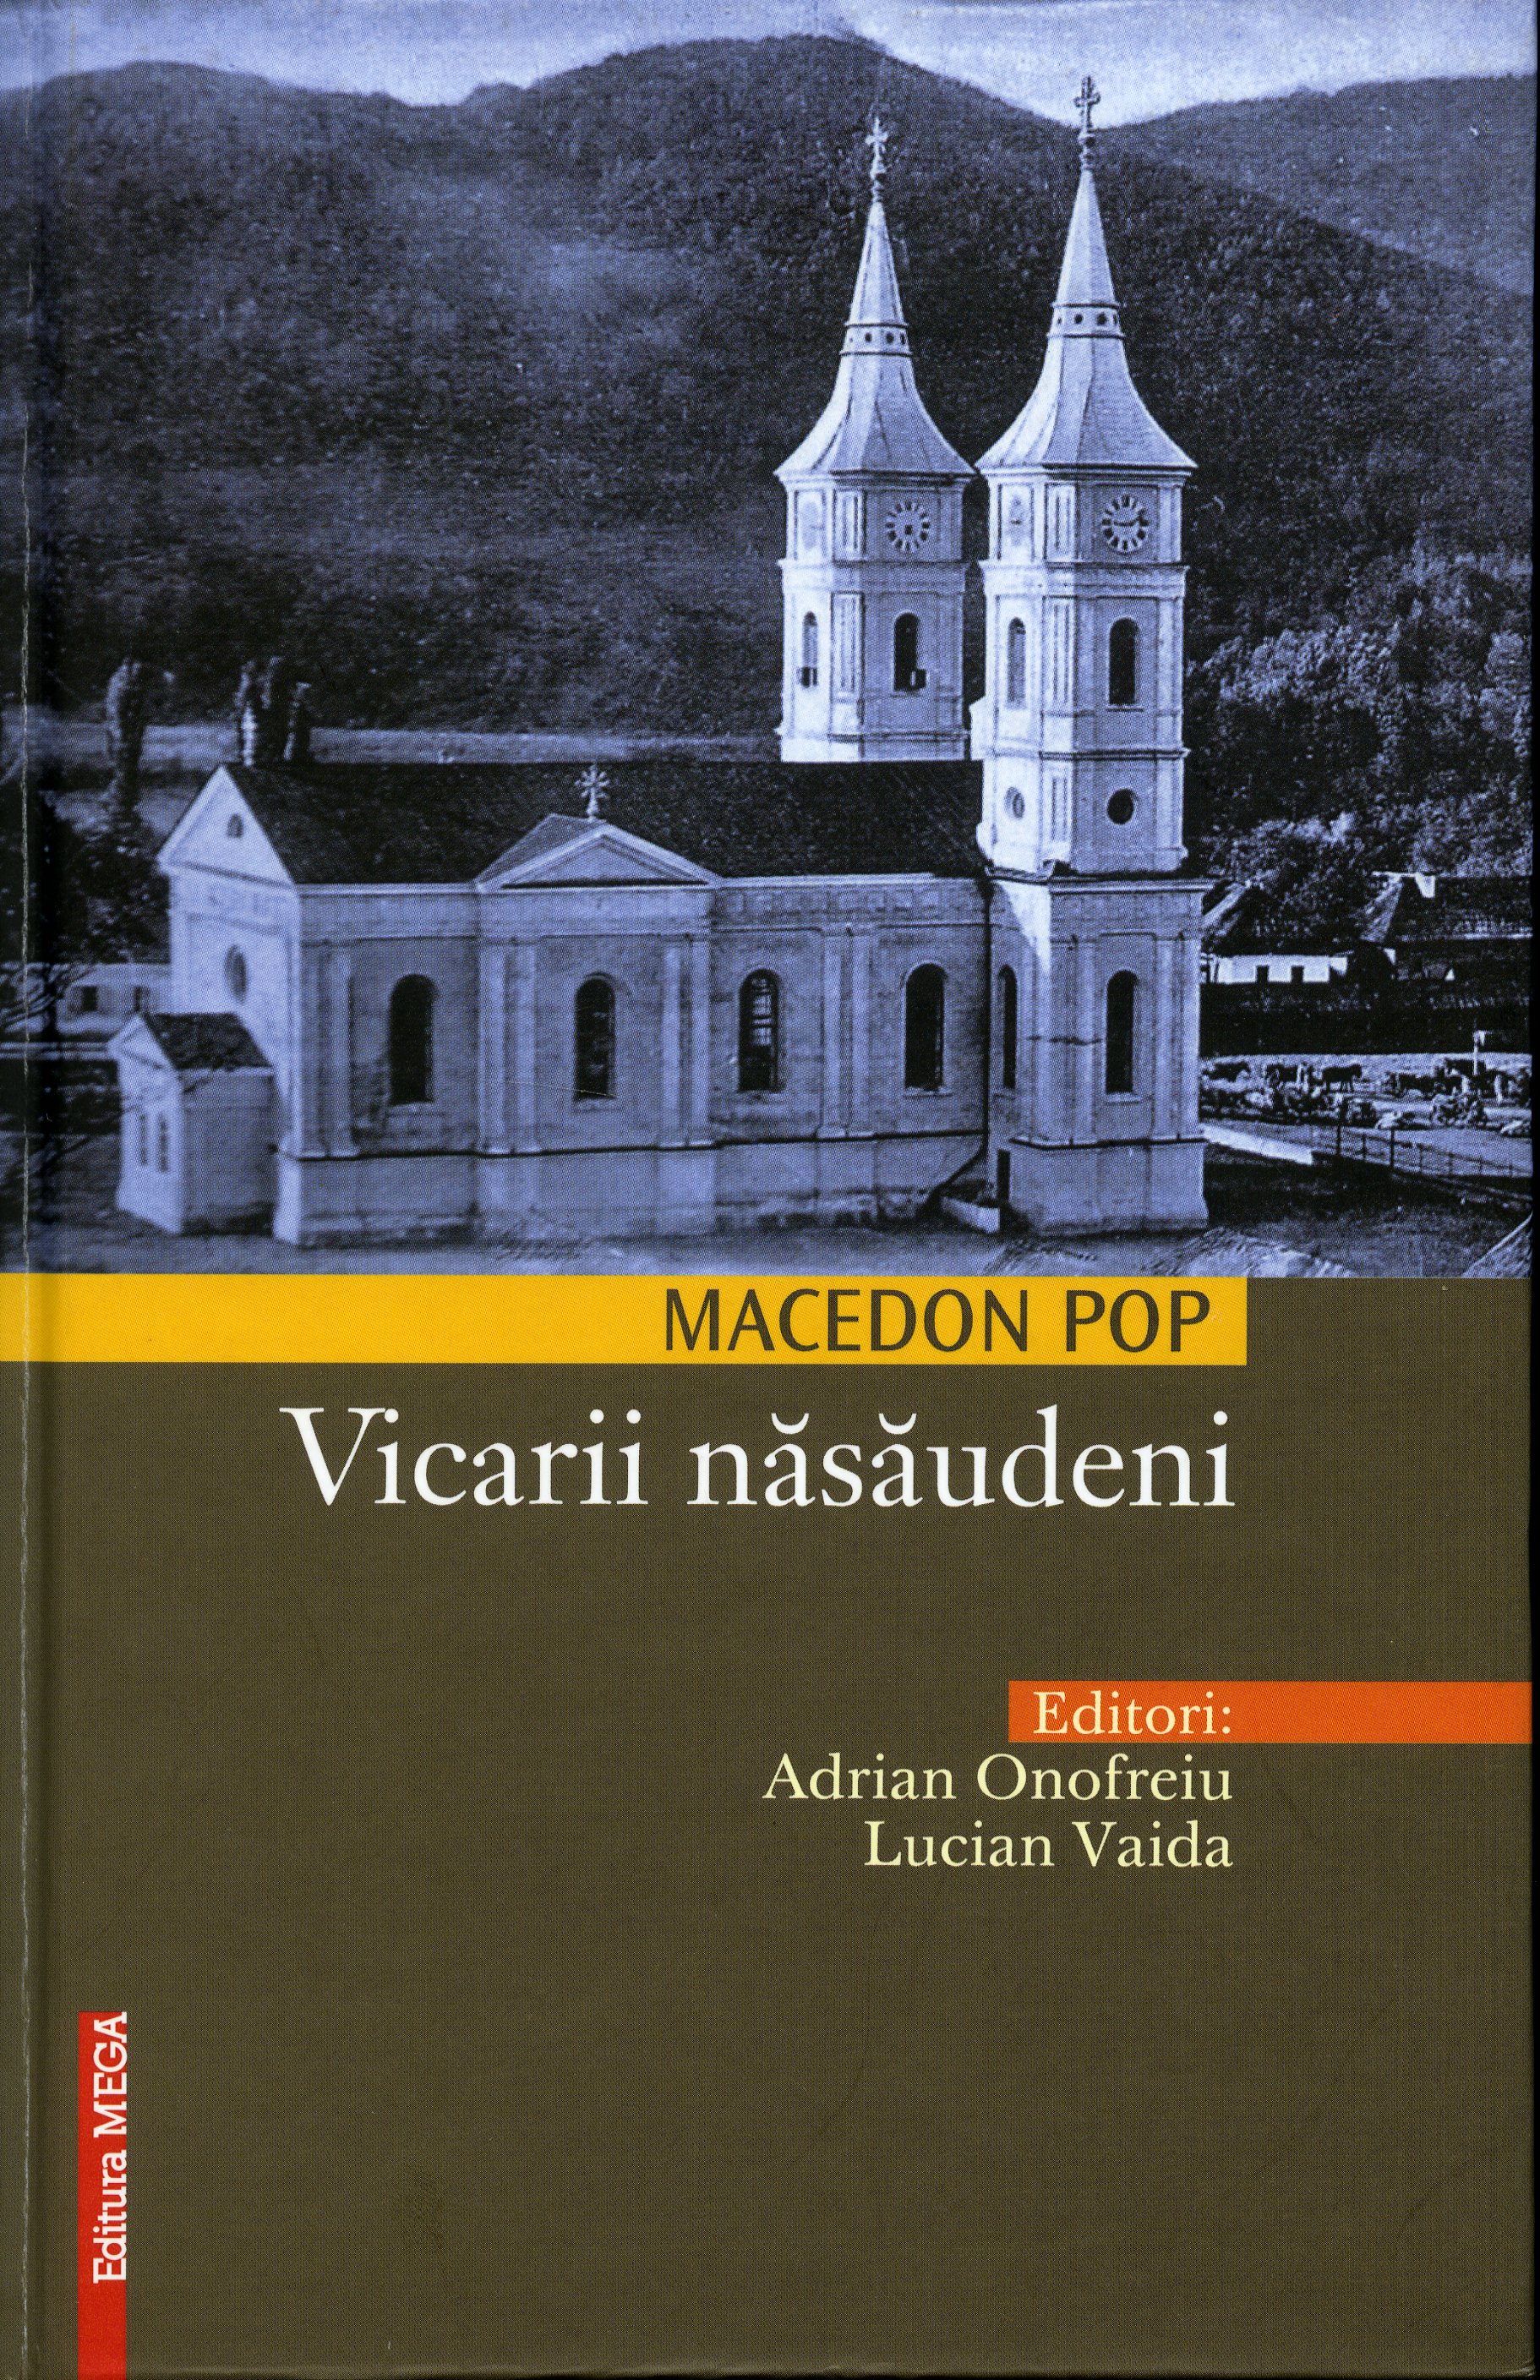 MACEDON POP
Vicarii năsăudeni
Editori:
Adrian Onofreiu
Lucian Vaida
Editura MEGA